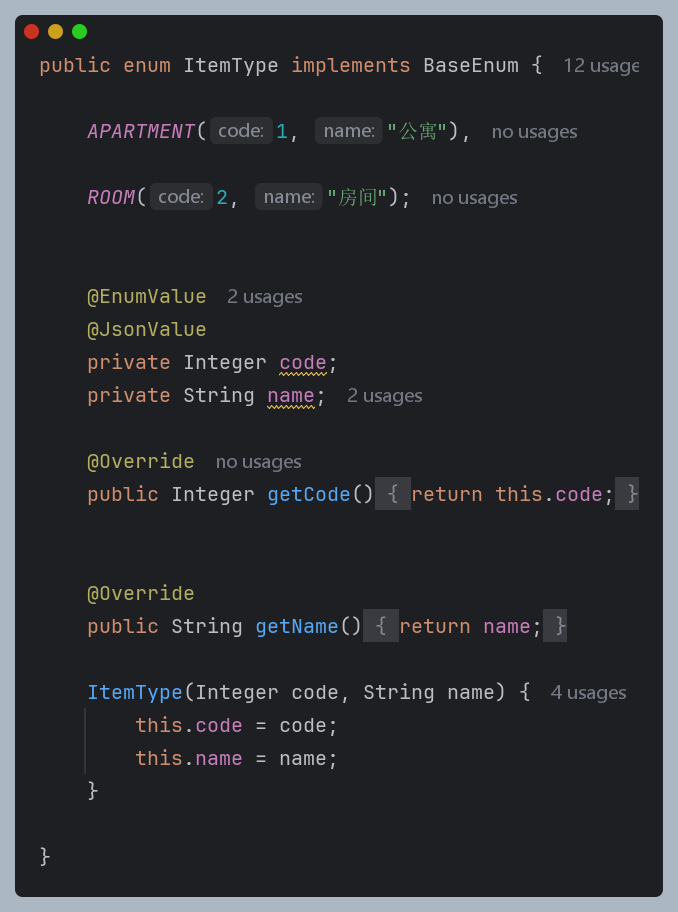 public enum ItemType implements BaseEnum { 12 usage
APARTMENT( code: 1, name: "公寓"), no usages
ROOM( code: 2, name: "房间"); no usages
@EnumValue 2 usages
@JsonValue
private Integer code;
private String name; 2 usages
@Override no usages
public Integer getCode() { return this.code; }
@Override
public String getName() { return name; }
ItemType(Integer code, String name) { 4 usages
this.code = code;
this.name = name;
}
}